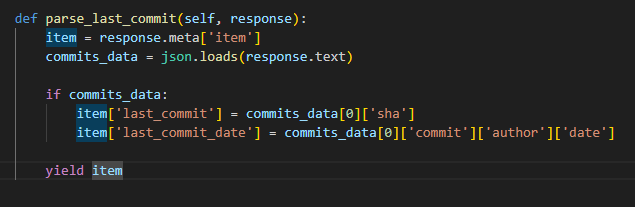 def parse_last_commit(self, response):
    item = response.meta['item']
    commits_data = json.loads(response.text)

    if commits_data:
        item['last_commit'] = commits_data[0]['sha']
        item['last_commit_date'] = commits_data[0]['commit']['author']['date']

    yield item